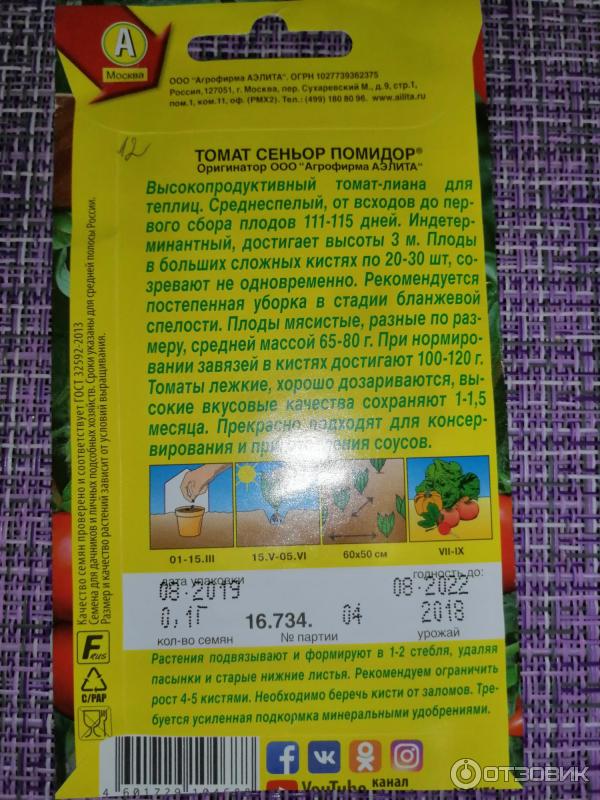 А
Москва
ООО "Агрофирма АЭЛИТА". ОГРН 1027739362375
Россия,127051, г. Москва, пер. Сухаревский М., д.9, стр.1,
пом.1, ком.11, оф. (РМХ2). Тел.: (499) 180 80 96. www.ailita.ru
12
ТОМАТ СЕНЬОР ПОМИДОР®
Оригинатор ООО "Агрофирма АЭЛИТА"
Высокопродуктивный томат-лиана для
теплиц. Среднеспелый, от всходов до пер-
вого сбора плодов 111-115 дней. Индетер-
минантный, достигает высоты 3 м. Плоды
в больших сложных кистях по 20-30 шт, со-
зревают не одновременно. Рекомендуется
постепенная уборка в стадии бланжевой
спелости. Плоды мясистые, разные по раз-
меру, средней массой 65-80 г. При нормиро-
вании завязей в кистях достигают 100-120 г.
Томаты лежкие, хорошо дозариваются, вы-
сокие вкусовые качества сохраняют 1-1,5
месяца. Прекрасно подходят для консер-
вирования и приготовления соусов.
Качество семян проверено и соответствует ГОСТ 32592-2013
Семена для дачников и личных подсобных хозяйств. Сроки указаны для средней полосы России.
Размер и качество растений зависит от условий выращивания.
01-15.III
15.V-05.VI
60х50 см
VII-IX
дата упаковки
годность до:
08·2019
08·2022
0,1Г
16.734.
04
2018
кол-во семян
№ партии
урожай
Растения подвязывают и формируют в 1-2 стебля, удаляя
пасынки и старые нижние листья. Рекомендуем ограничить
рост 4-5 кистями. Необходимо беречь кисти от заломов. Тре-
буется усиленная подкормка минеральными удобрениями.
F RUS
C/PAP
YouTube канал
ОТЗОВИК